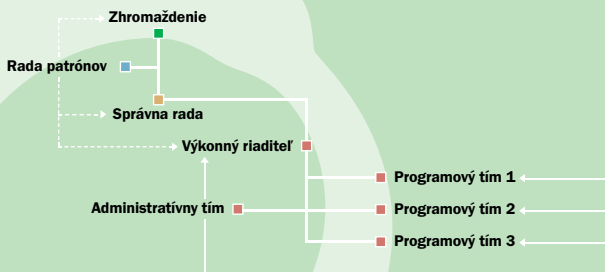 Zhromaždenie
Rada patrónov
Správna rada
Výkonný riaditeľ
Programový tím 1
Administratívny tím
Programový tím 2
Programový tím 3